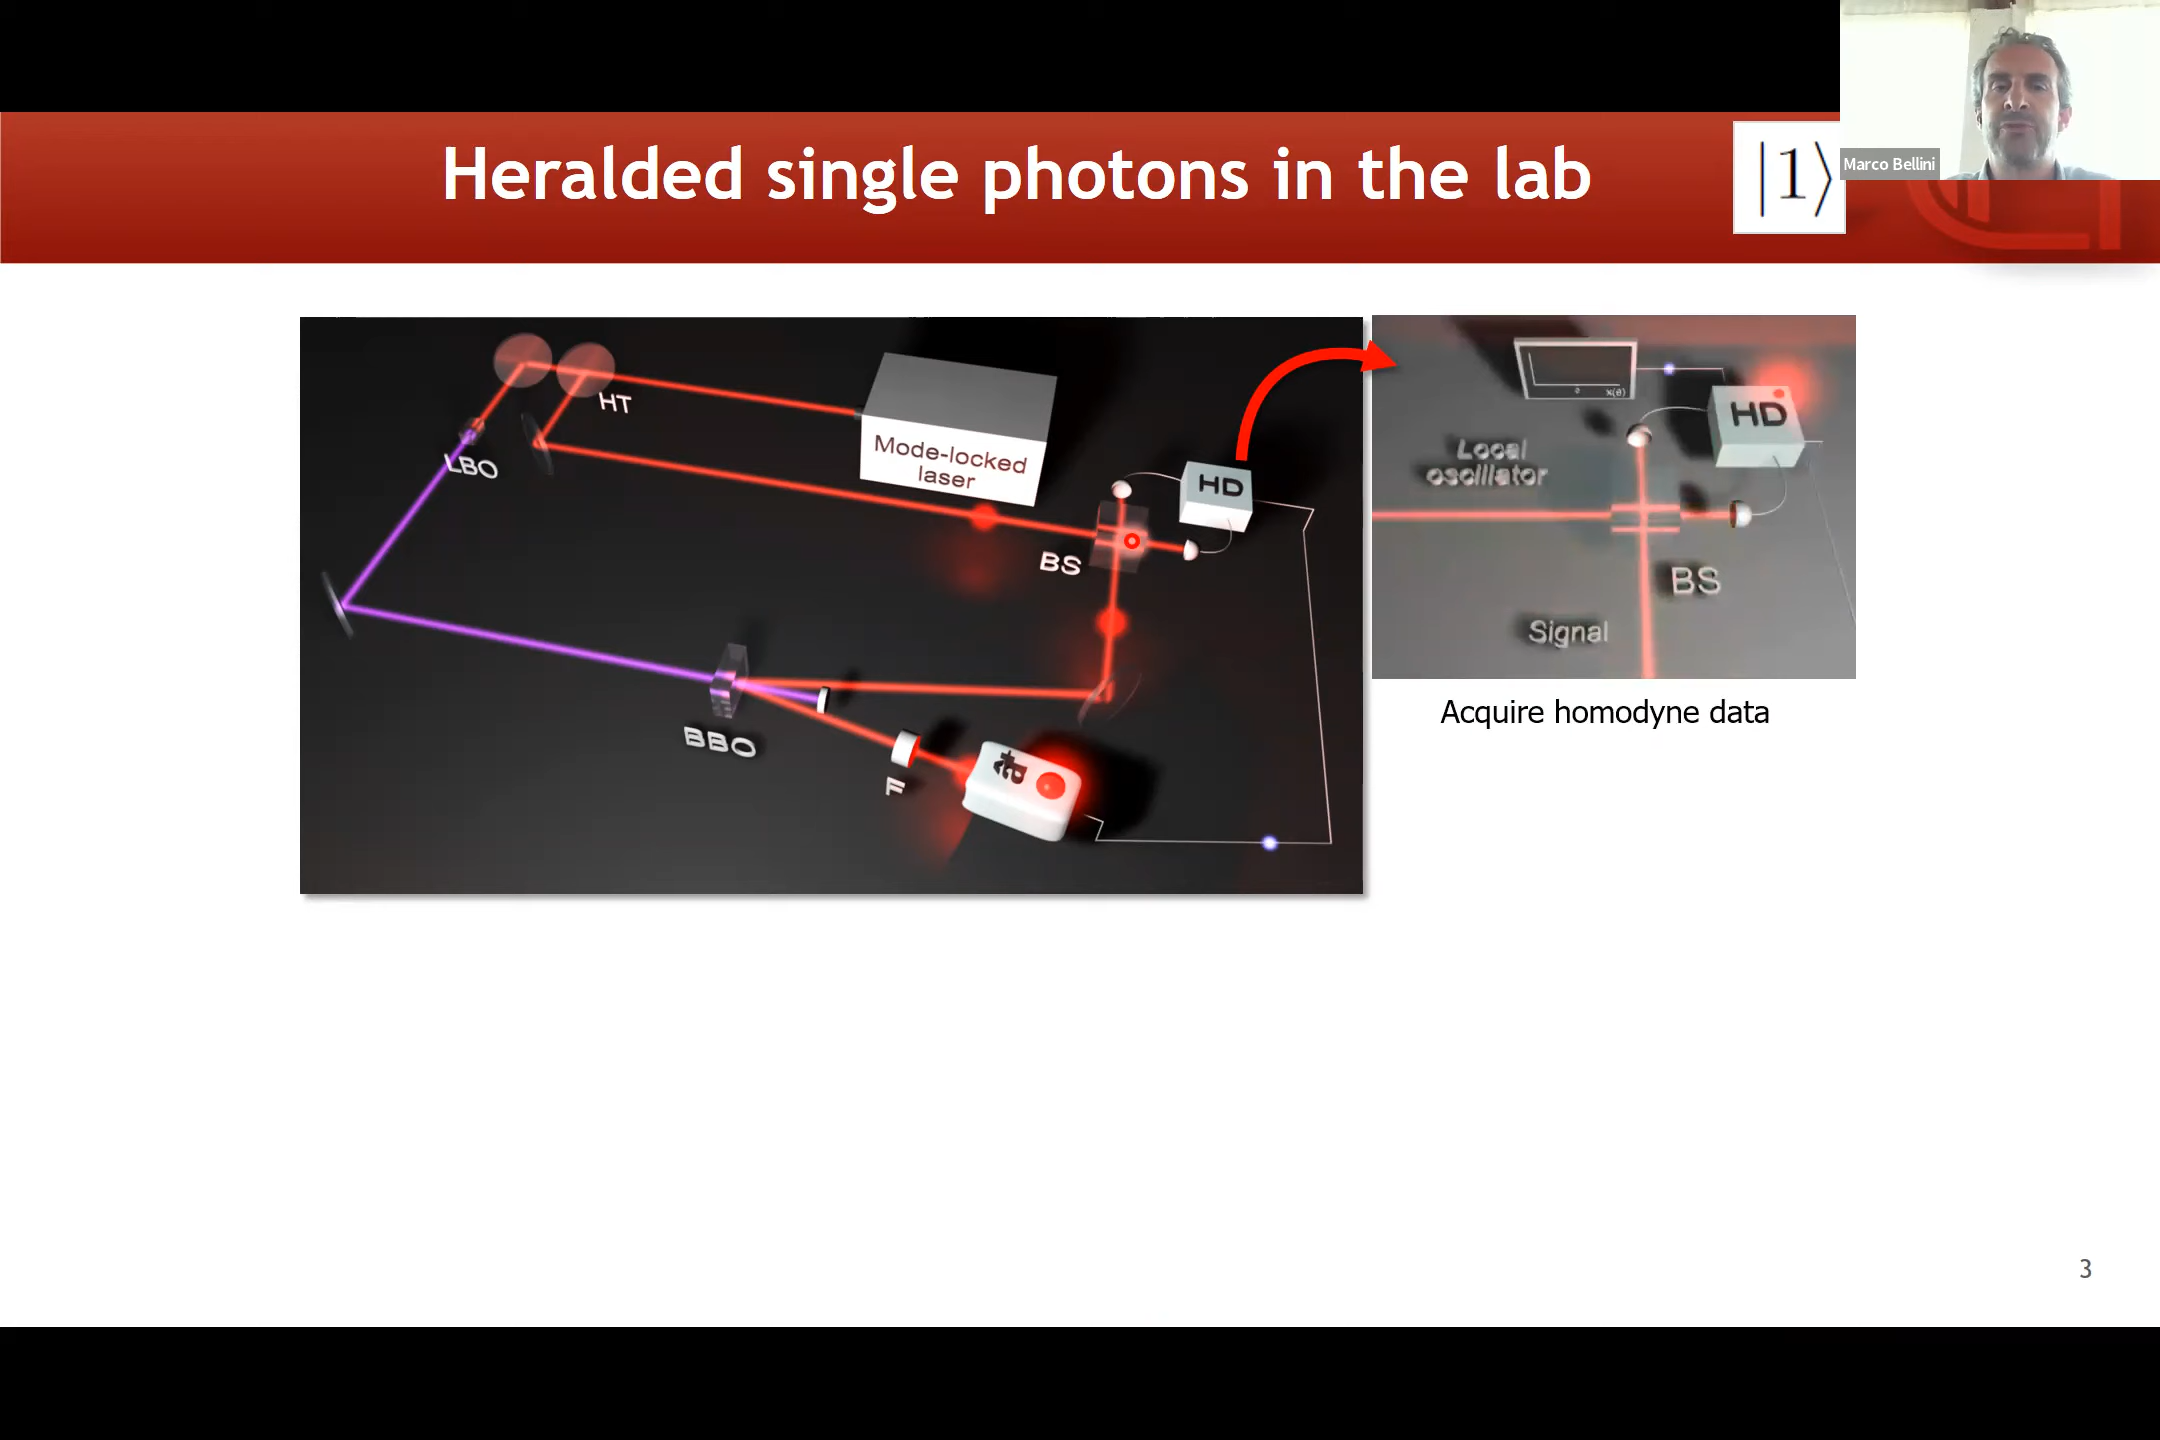 Heralded single photons in the lab
|1⟩
Marco Bellini
HT
LBO
Mode-locked
laser
HD
BS
BBO
F
â†
Local
oscillator
HD
x(θ)
BS
Signal
Acquire homodyne data
3